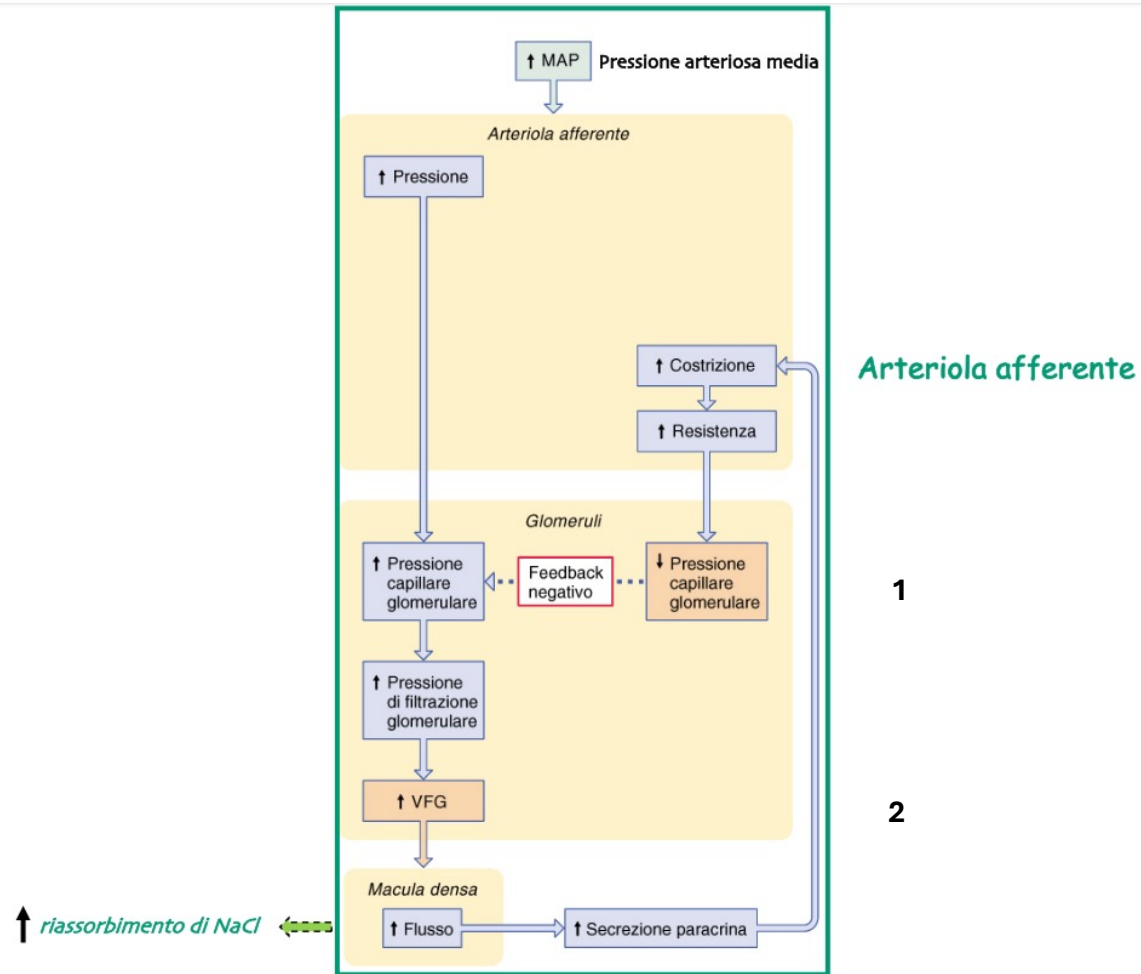 ↑ MAP Pressione arteriosa media
Arteriola afferente
↑ Pressione
↑ Costrizione
Arteriola afferente
↑ Resistenza
Glomeruli
↑ Pressione
capillare
glomerulare
Feedback
negativo
↓ Pressione
capillare
glomerulare
1
↑ Pressione
di filtrazione
glomerulare
↑ VFG
2
Macula densa
↑ riassorbimento di NaCl
↑ Flusso
↑ Secrezione paracrina